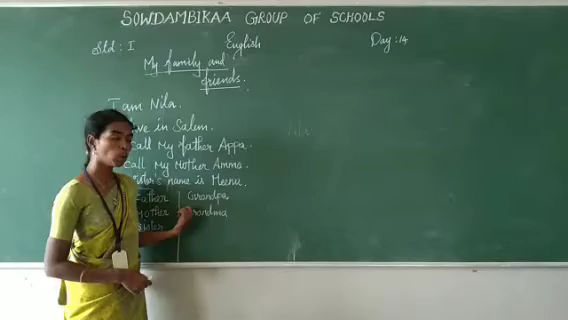 SOWDAMBIKAA GROUP OF SCHOOLS
Std : I English Day : 14
My family and
friends.
I am Nila.
live in Salem.
call My father Appa.
call My Mother Amma.
sister's name is Meenu.
Father Grandpa
Mother Grandma
Sister